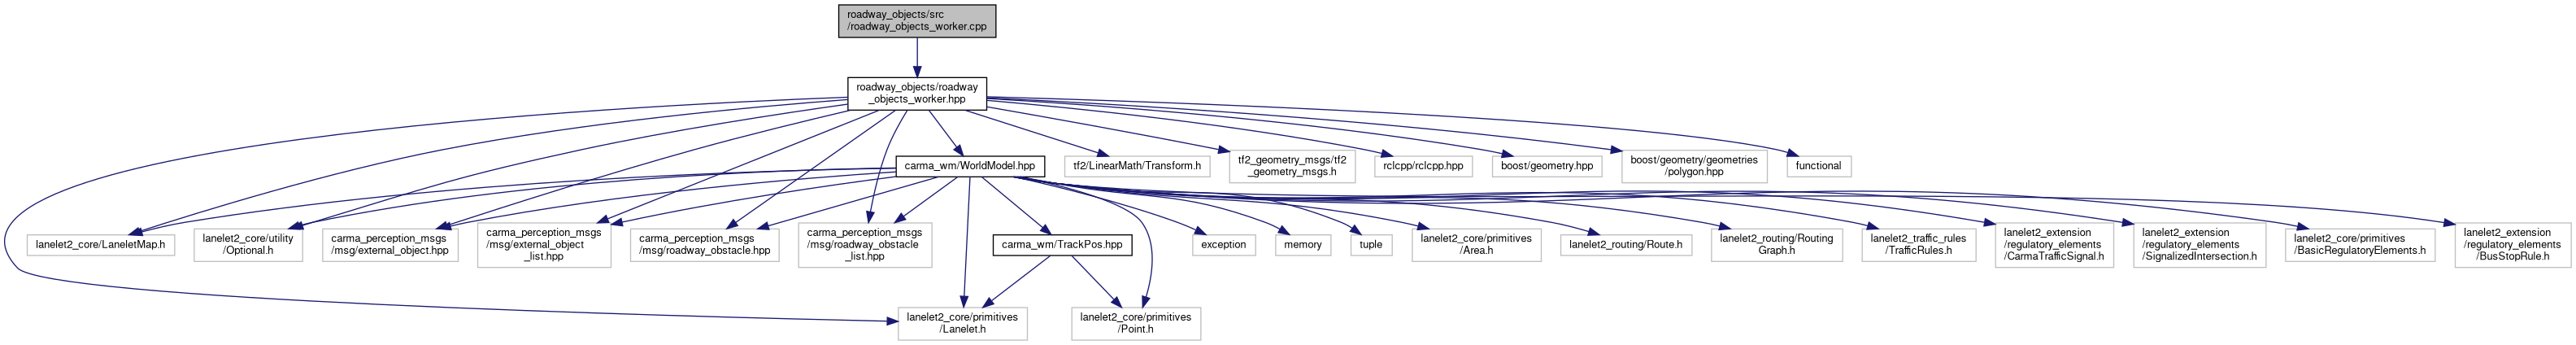 roadway_objects/src
/roadway_objects_worker.cpp
roadway_objects/roadway
_objects_worker.hpp
carma_wm/WorldModel.hpp
tf2/LinearMath/Transform.h
tf2_geometry_msgs/tf2
_geometry_msgs.h
rclcpp/rclcpp.hpp
boost/geometry.hpp
boost/geometry/geometries
/polygon.hpp
functional
lanelet2_core/LaneletMap.h
lanelet2_core/utility
/Optional.h
carma_perception_msgs
/msg/external_object.hpp
carma_perception_msgs
/msg/external_object
_list.hpp
carma_perception_msgs
/msg/roadway_obstacle.hpp
carma_perception_msgs
/msg/roadway_obstacle
_list.hpp
carma_wm/TrackPos.hpp
exception
memory
tuple
lanelet2_core/primitives
/Area.h
lanelet2_routing/Route.h
lanelet2_routing/Routing
Graph.h
lanelet2_traffic_rules
/TrafficRules.h
lanelet2_extension
/regulatory_elements
/CarmaTrafficSignal.h
lanelet2_extension
/regulatory_elements
/SignalizedIntersection.h
lanelet2_core/primitives
/BasicRegulatoryElements.h
lanelet2_extension
/regulatory_elements
/BusStopRule.h
lanelet2_core/primitives
/Lanelet.h
lanelet2_core/primitives
/Point.h